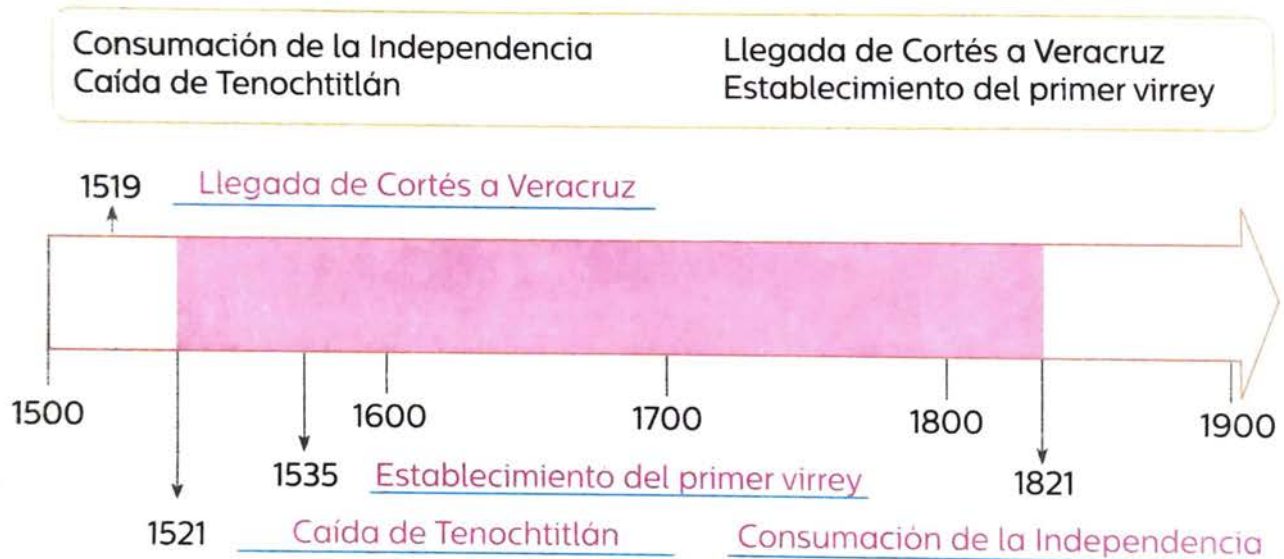 Consumación de la Independencia
Caída de Tenochtitlán
Llegada de Cortés a Veracruz
Establecimiento del primer virrey
1519 Llegada de Cortés a Veracruz
1500 1600 1700 1800 1900
1535 Establecimiento del primer virrey 1821
1521 Caída de Tenochtitlán Consumación de la Independencia